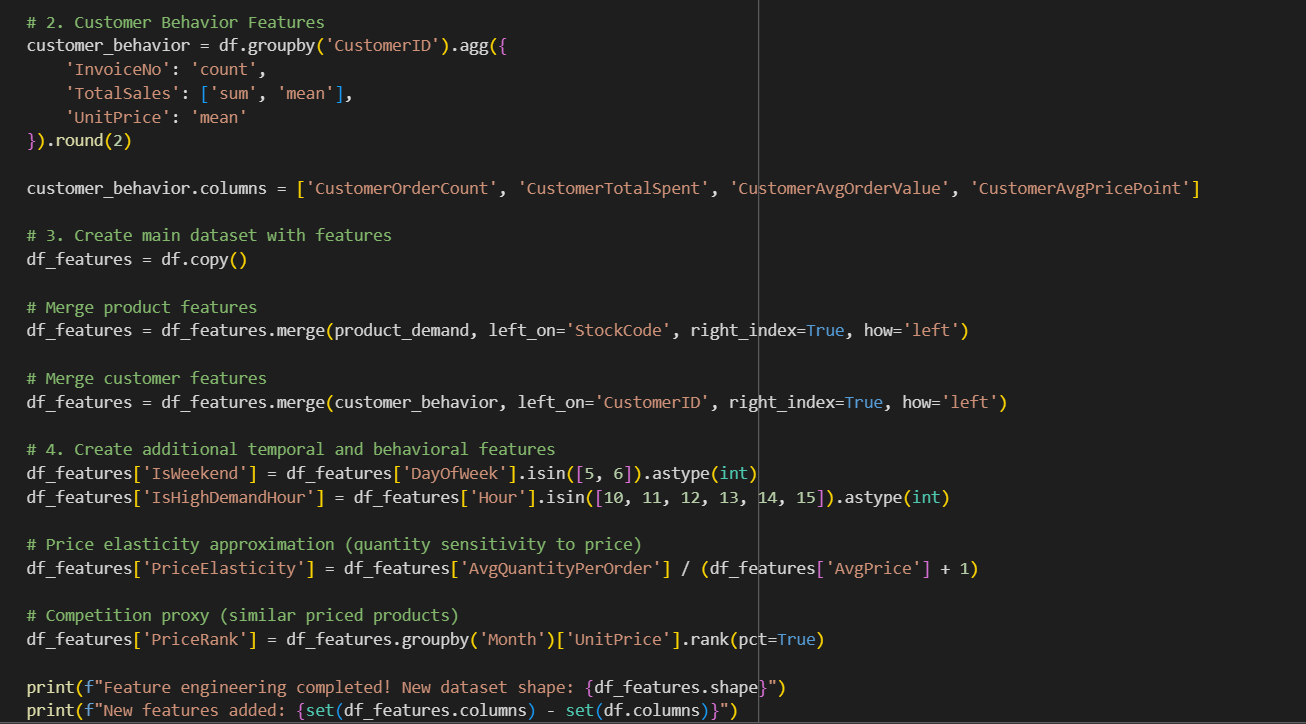 # 2. Customer Behavior Features
customer_behavior = df.groupby('CustomerID').agg({
    'InvoiceNo': 'count',
    'TotalSales': ['sum', 'mean'],
    'UnitPrice': 'mean'
}).round(2)

customer_behavior.columns = ['CustomerOrderCount', 'CustomerTotalSpent', 'CustomerAvgOrderValue', 'CustomerAvgPricePoint']

# 3. Create main dataset with features
df_features = df.copy()

# Merge product features
df_features = df_features.merge(product_demand, left_on='StockCode', right_index=True, how='left')

# Merge customer features
df_features = df_features.merge(customer_behavior, left_on='CustomerID', right_index=True, how='left')

# 4. Create additional temporal and behavioral features
df_features['IsWeekend'] = df_features['DayOfWeek'].isin([5, 6]).astype(int)
df_features['IsHighDemandHour'] = df_features['Hour'].isin([10, 11, 12, 13, 14, 15]).astype(int)

# Price elasticity approximation (quantity sensitivity to price)
df_features['PriceElasticity'] = df_features['AvgQuantityPerOrder'] / (df_features['AvgPrice'] + 1)

# Competition proxy (similar priced products)
df_features['PriceRank'] = df_features.groupby('Month')['UnitPrice'].rank(pct=True)

print(f"Feature engineering completed! New dataset shape: {df_features.shape}")
print(f"New features added: {set(df_features.columns) - set(df.columns)}")